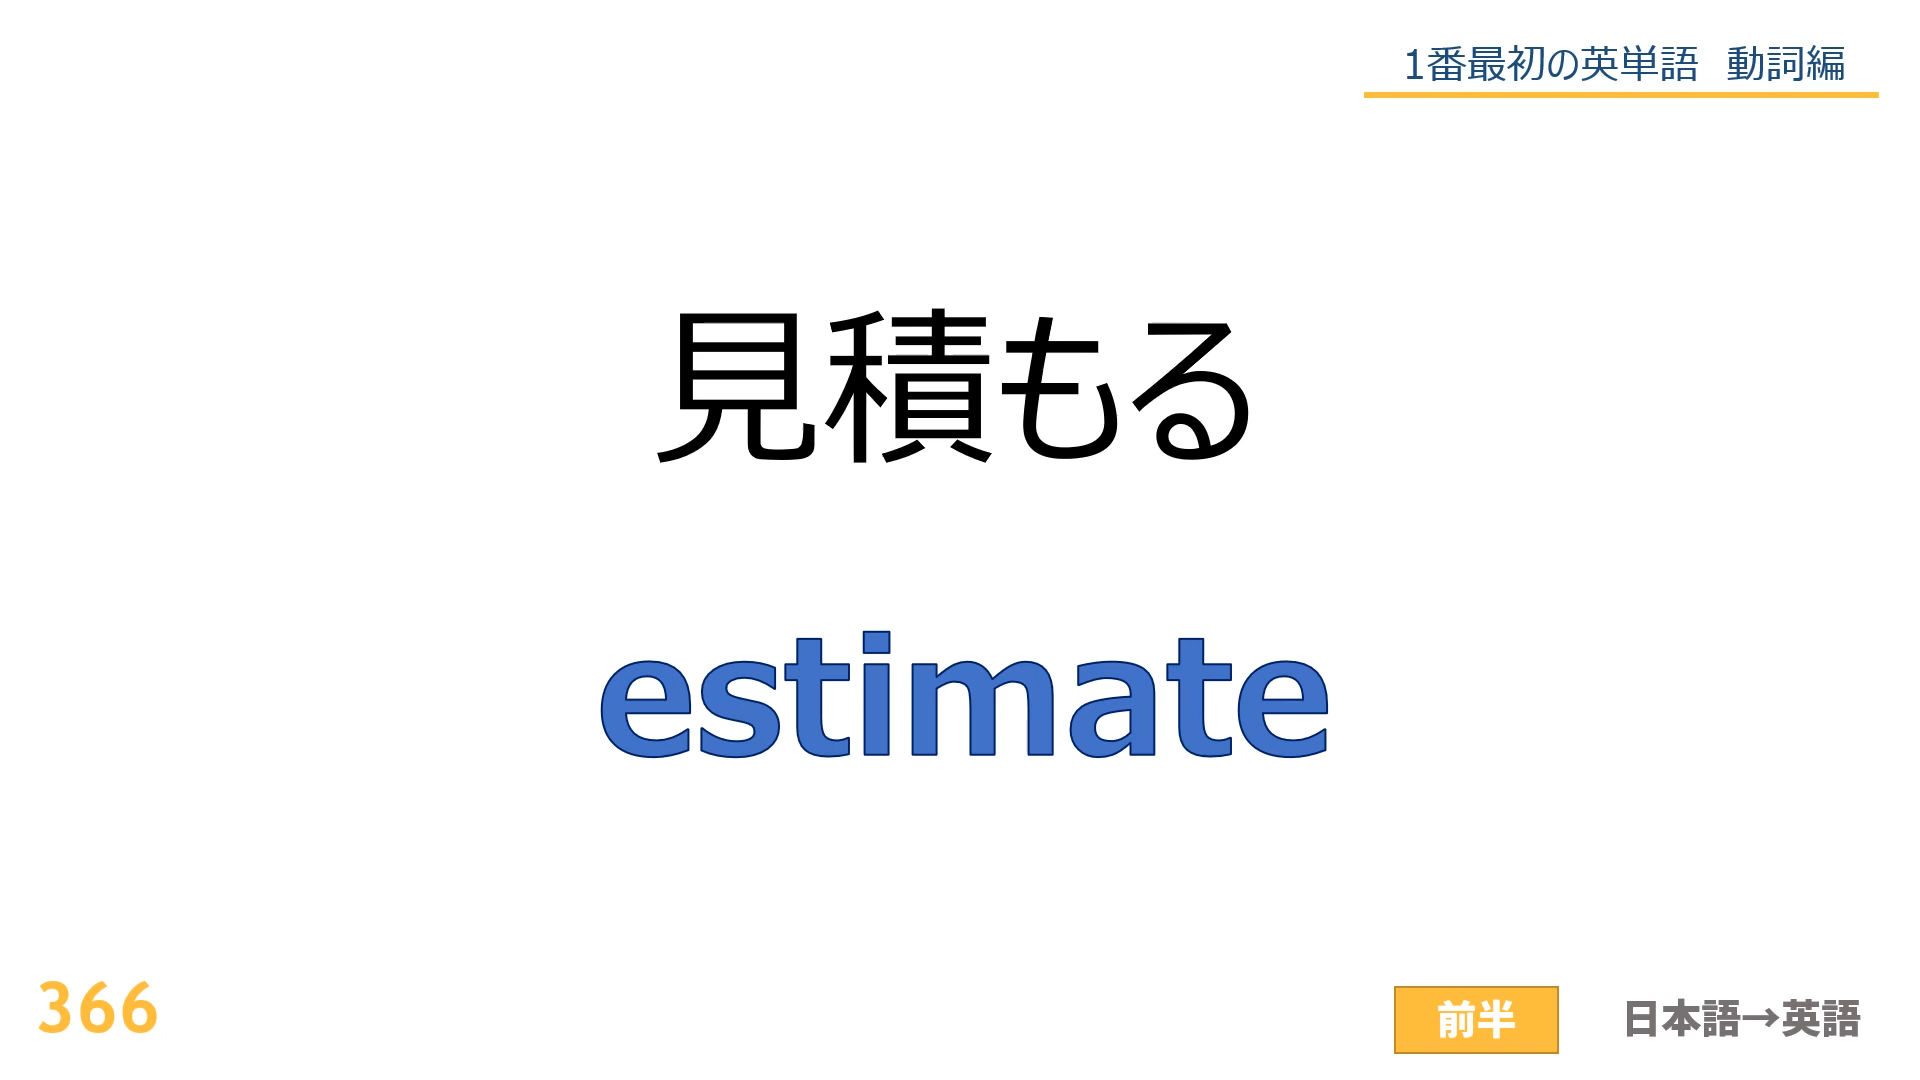 1番最初の英単語　動詞編
見積もる
estimate
366
前半
日本語→英語